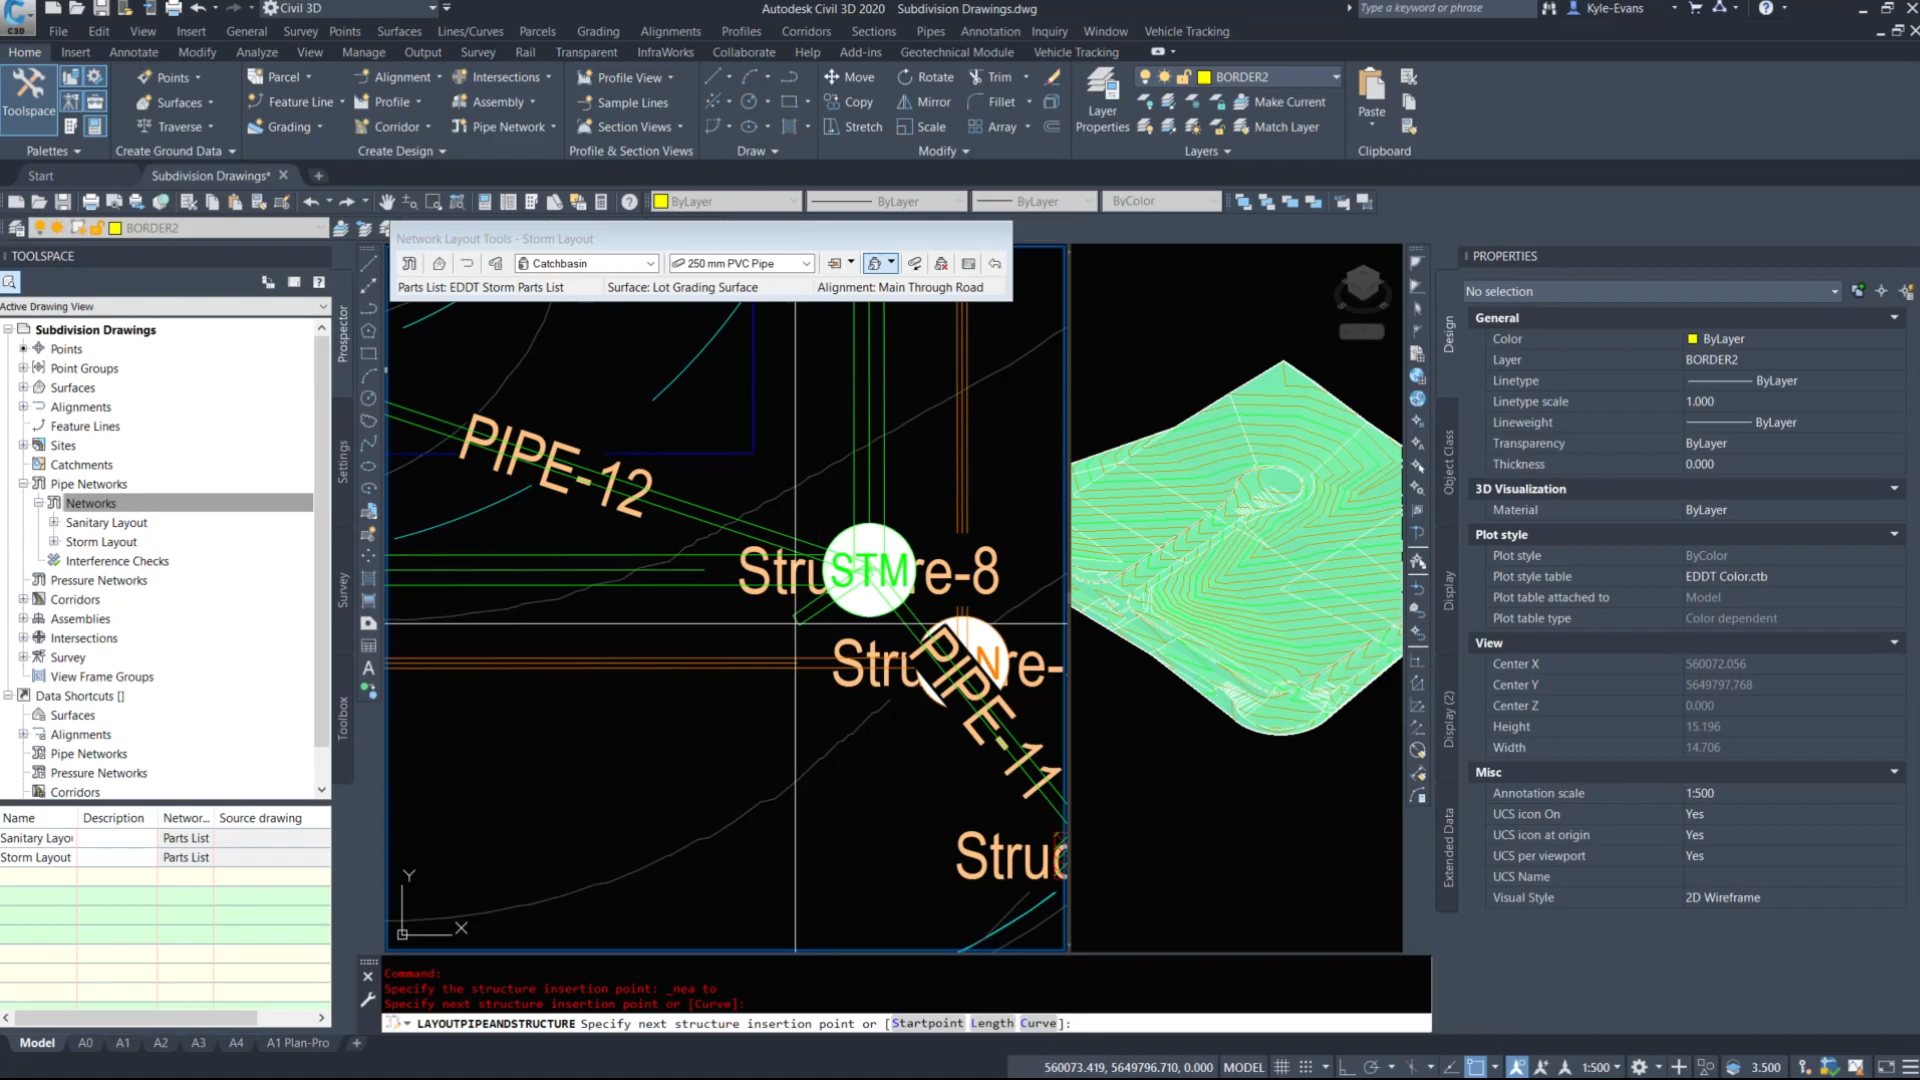 Civil 3D
Autodesk Civil 3D 2020 Subdivision Drawings.dwg
Type a keyword or phrase
Kyle-Evans
C3D
File Edit View Insert General Survey Points Surfaces Lines/Curves Parcels Grading Alignments Profiles Corridors Sections Pipes Annotation Inquiry Window Vehicle Tracking
Home Insert Annotate Modify Analyze View Manage Output Survey Rail Transparent InfraWorks Collaborate Help Add-ins Geotechnical Module Vehicle Tracking
Points Parcel Alignment Intersections Profile View Move Rotate Trim BORDER2
Toolspace Surfaces Feature Line Profile Assembly Sample Lines Copy Mirror Fillet Layer Properties Make Current Paste
Traverse Grading Corridor Pipe Network Section Views Stretch Scale Array Match Layer
Palettes Create Ground Data Create Design Profile & Section Views Draw Modify Layers Clipboard
Start Subdivision Drawings*
ByLayer ByLayer ByLayer ByColor
BORDER2
Network Layout Tools - Storm Layout
Catchbasin 250 mm PVC Pipe
Parts List: EDDT Storm Parts List Surface: Lot Grading Surface Alignment: Main Through Road
TOOLSPACE
Active Drawing View
Subdivision Drawings
Points
Point Groups
Surfaces
Alignments
Feature Lines
Sites
Catchments
Pipe Networks
Networks
Sanitary Layout
Storm Layout
Interference Checks
Pressure Networks
Corridors
Assemblies
Intersections
Survey
View Frame Groups
Data Shortcuts []
Surfaces
Alignments
Pipe Networks
Pressure Networks
Corridors
Prospector
Settings
Survey
Toolbox
Name Description Networ... Source drawing
Sanitary Layo Parts List
Storm Layout Parts List
PIPE-12
STM
re-8
PIPE-11
N
re-
Struc
Y
X
PROPERTIES
No selection
General
Color ByLayer
Layer BORDER2
Linetype ByLayer
Linetype scale 1.000
Lineweight ByLayer
Transparency ByLayer
Thickness 0.000
3D Visualization
Material ByLayer
Plot style
Plot style ByColor
Plot style table EDDT Color.ctb
Plot table attached to Model
Plot table type Color dependent
View
Center X 560072.056
Center Y 5649797.768
Center Z 0.000
Height 15.196
Width 14.706
Misc
Annotation scale 1:500
UCS icon On Yes
UCS icon at origin Yes
UCS per viewport Yes
UCS Name
Visual Style 2D Wireframe
Design
Object Class
Display
Display (2)
Extended Data
Command:
Specify the structure insertion point: _nea to
Specify next structure insertion point or [Curve]:
LAYOUTPIPEANDSTRUCTURE Specify next structure insertion point or [Startpoint Length Curve]:
Model A0 A1 A2 A3 A4 A1 Plan-Pro
560073.419, 5649796.710, 0.000 MODEL 1:500 3.500